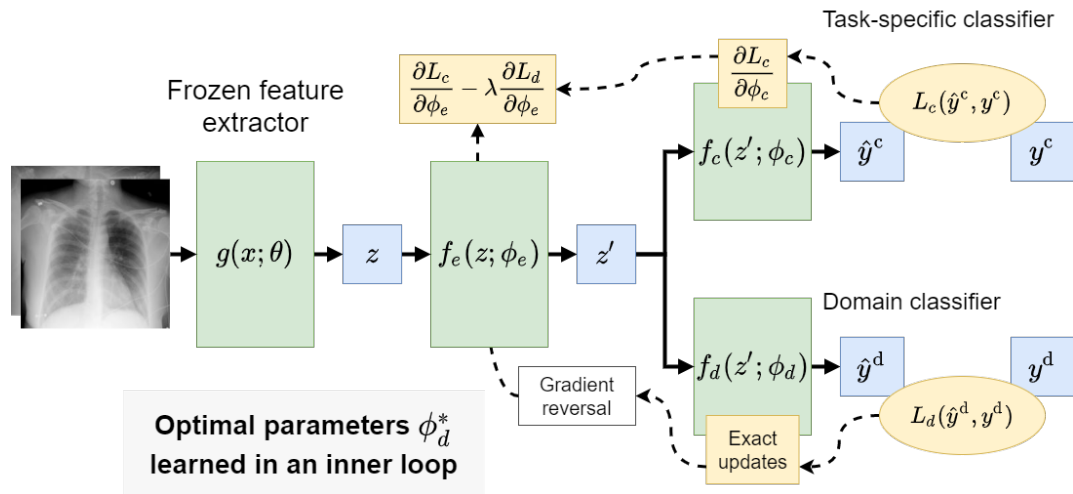 Task-specific classifier
Frozen feature
extractor
∂L_c/∂ϕ_e − λ ∂L_d/∂ϕ_e
∂L_c/∂ϕ_c
L_c(ŷ^c, y^c)
f_c(z′; ϕ_c)
ŷ^c
y^c
g(x; θ)
z
f_e(z; ϕ_e)
z′
Domain classifier
f_d(z′; ϕ_d)
ŷ^d
y^d
Gradient
reversal
L_d(ŷ^d, y^d)
Exact
updates
Optimal parameters ϕ_d^*
learned in an inner loop